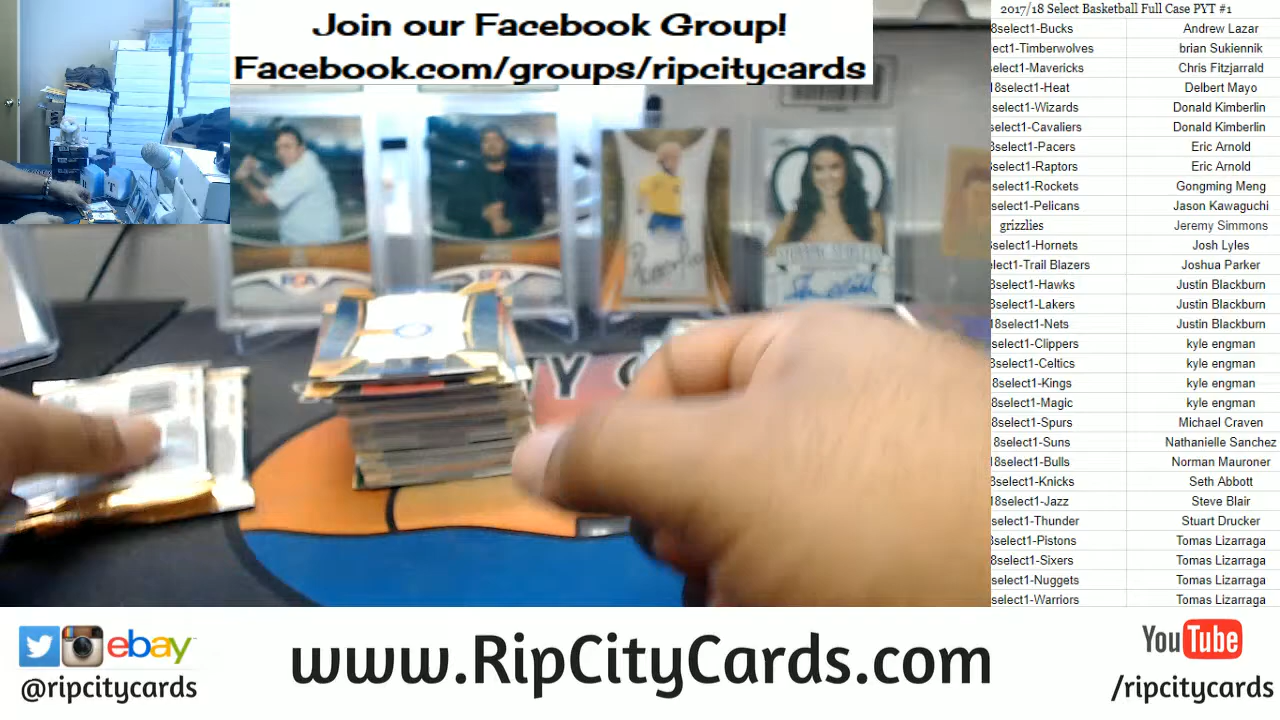 Join our Facebook Group!
Facebook.com/groups/ripcitycards
2017/18 Select Basketball Full Case PYT #1
8select1-Bucks Andrew Lazar
ect1-Timberwolves brian Sukiennik
select1-Mavericks Chris Fitzjarrald
18select1-Heat Delbert Mayo
select1-Wizards Donald Kimberlin
select1-Cavaliers Donald Kimberlin
8select1-Pacers Eric Arnold
select1-Raptors Eric Arnold
select1-Rockets Gongming Meng
select1-Pelicans Jason Kawaguchi
grizzlies Jeremy Simmons
select1-Hornets Josh Lyles
lect1-Trail Blazers Joshua Parker
8select1-Hawks Justin Blackburn
select1-Lakers Justin Blackburn
18select1-Nets Justin Blackburn
select1-Clippers kyle engman
8select1-Celtics kyle engman
8select1-Kings kyle engman
8select1-Magic kyle engman
8select1-Spurs Michael Craven
8select1-Suns Nathanielle Sanchez
18select1-Bulls Norman Mauroner
8select1-Knicks Seth Abbott
18select1-Jazz Steve Blair
select1-Thunder Stuart Drucker
select1-Pistons Tomas Lizarraga
8select1-Sixers Tomas Lizarraga
select1-Nuggets Tomas Lizarraga
select1-Warriors Tomas Lizarraga
ebay
@ripcitycards
www.RipCityCards.com
YouTube
/ripcitycards